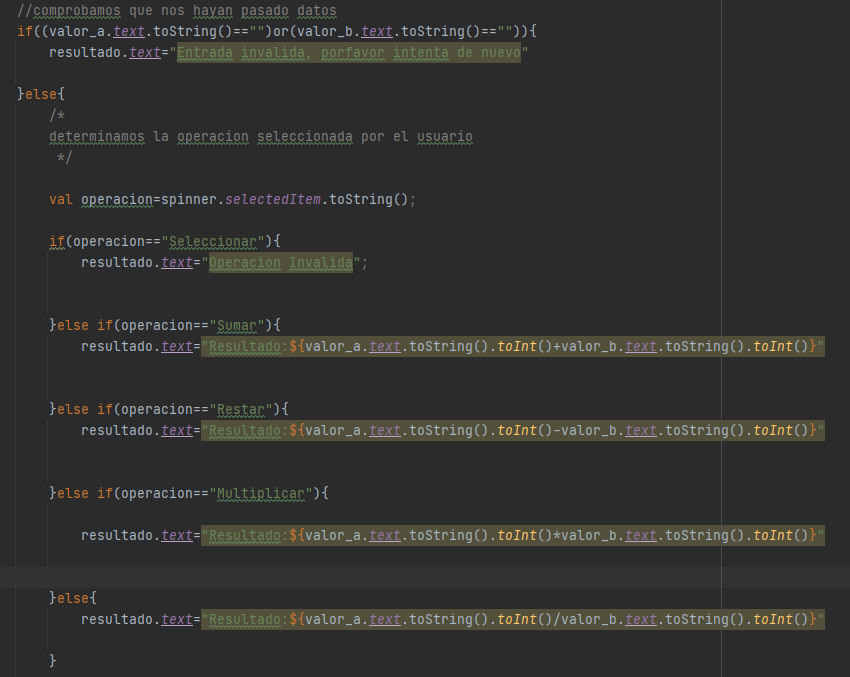 //comprobamos que nos hayan pasado datos
if((valor_a.text.toString()=="")or(valor_b.text.toString()=="")){
resultado.text="Entrada invalida, porfavor intenta de nuevo"
}else{
/*
determinamos la operacion seleccionada por el usuario
*/
val operacion=spinner.selectedItem.toString();
if(operacion=="Seleccionar"){
resultado.text="Operacion Invalida";
}else if(operacion=="Sumar"){
resultado.text="Resultado:${valor_a.text.toString().toInt()+valor_b.text.toString().toInt()}"
}else if(operacion=="Restar"){
resultado.text="Resultado:${valor_a.text.toString().toInt()-valor_b.text.toString().toInt()}"
}else if(operacion=="Multiplicar"){
resultado.text="Resultado:${valor_a.text.toString().toInt()*valor_b.text.toString().toInt()}"
}else{
resultado.text="Resultado:${valor_a.text.toString().toInt()/valor_b.text.toString().toInt()}"
}